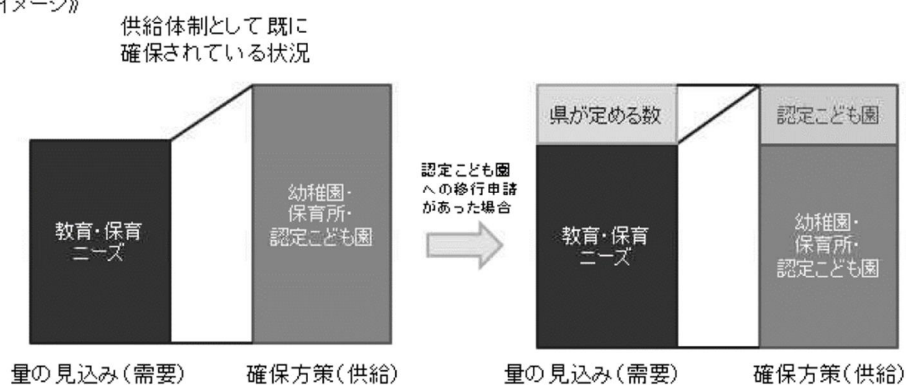 イメージ》
供給体制として既に
確保されている状況
教育・保育
ニーズ
幼稚園・
保育所・
認定こども園
量の見込み(需要)
確保方策(供給)
認定こども園
への移行申請
があった場合
県が定める数
認定こども園
教育・保育
ニーズ
幼稚園・
保育所・
認定こども園
量の見込み(需要)
確保方策(供給)